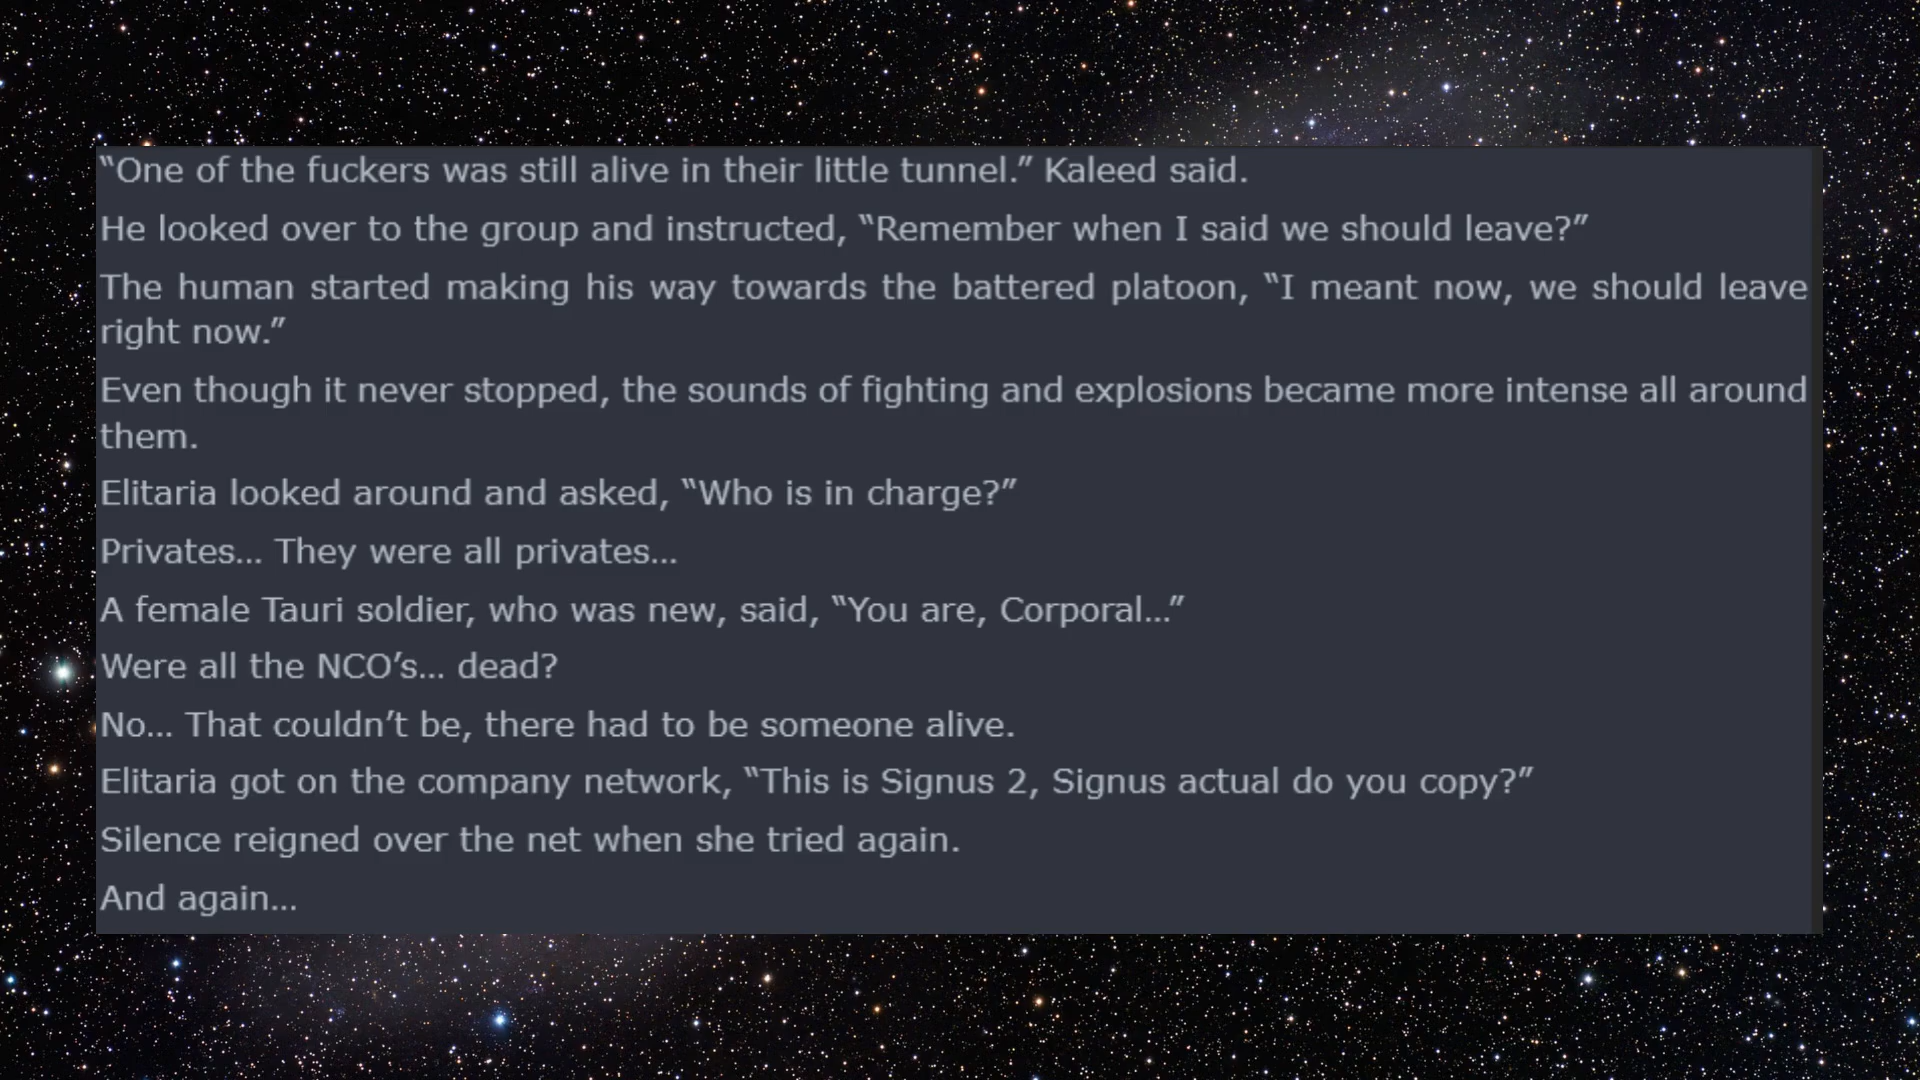 “One of the fuckers was still alive in their little tunnel.” Kaleed said.
He looked over to the group and instructed, “Remember when I said we should leave?”
The human started making his way towards the battered platoon, “I meant now, we should leave
right now.”
Even though it never stopped, the sounds of fighting and explosions became more intense all around
them.
Elitaria looked around and asked, “Who is in charge?”
Privates... They were all privates...
A female Tauri soldier, who was new, said, “You are, Corporal...”
Were all the NCO’s... dead?
No... That couldn’t be, there had to be someone alive.
Elitaria got on the company network, “This is Signus 2, Signus actual do you copy?”
Silence reigned over the net when she tried again.
And again...